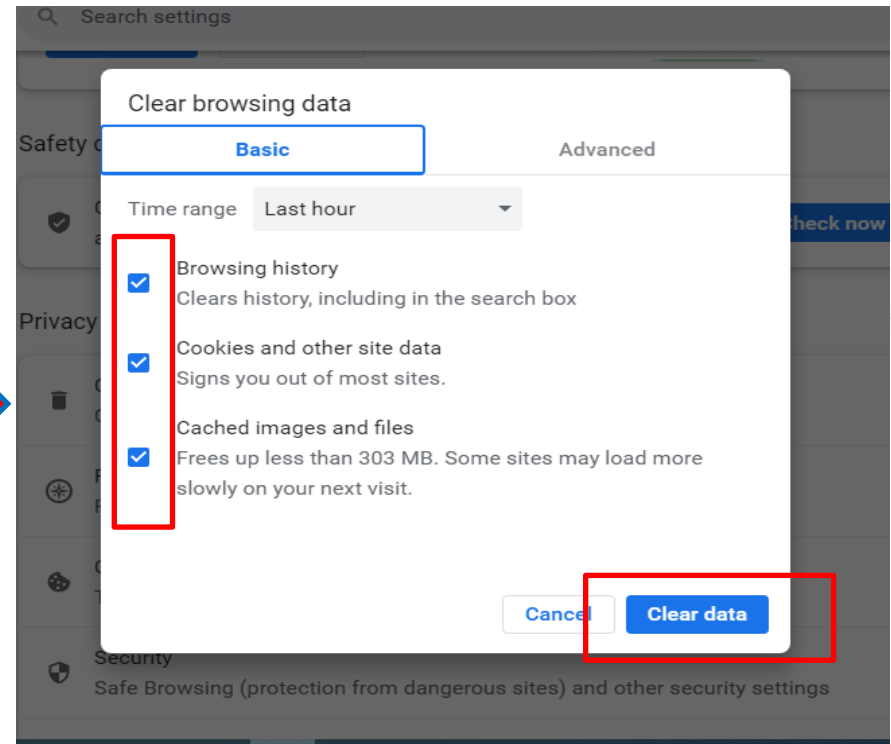 Search settings
Clear browsing data
Safety
Basic
Advanced
Time range Last hour
Check now
Browsing history
Clears history, including in the search box
Privacy
Cookies and other site data
Signs you out of most sites.
Cached images and files
Frees up less than 303 MB. Some sites may load more
slowly on your next visit.
Cancel
Clear data
Security
Safe Browsing (protection from dangerous sites) and other security settings